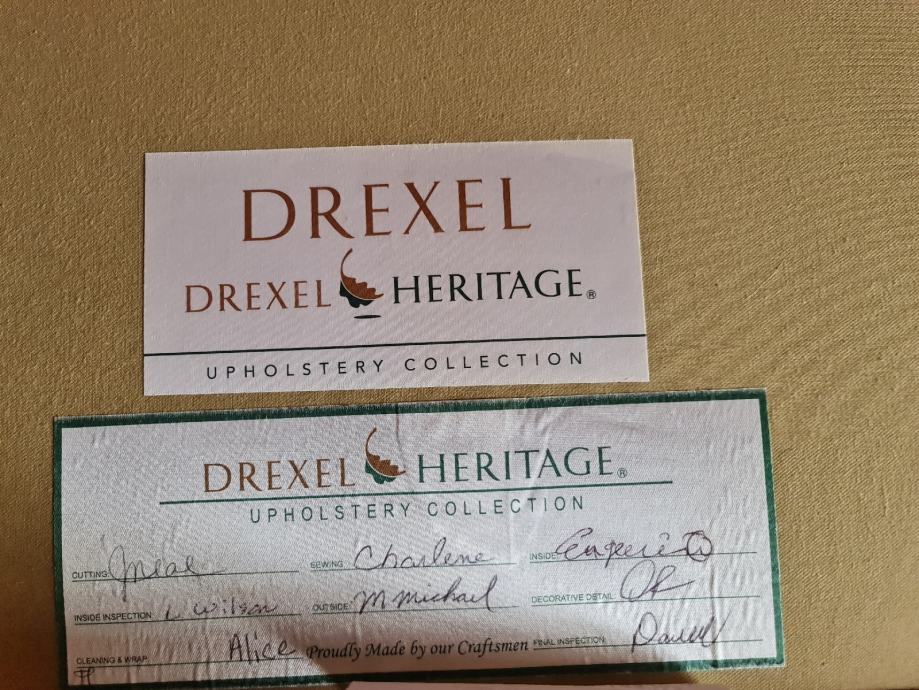 DREXEL
DREXEL HERITAGE®
UPHOLSTERY COLLECTION
DREXEL HERITAGE®
UPHOLSTERY COLLECTION
CUTTING: SEWING: Charlene INSIDE:
INSIDE INSPECTION: L Wilson OUTSIDE: M michael DECORATIVE DETAIL:
CLEANING & WRAP Alice Proudly Made by our Craftsmen FINAL INSPECTION: